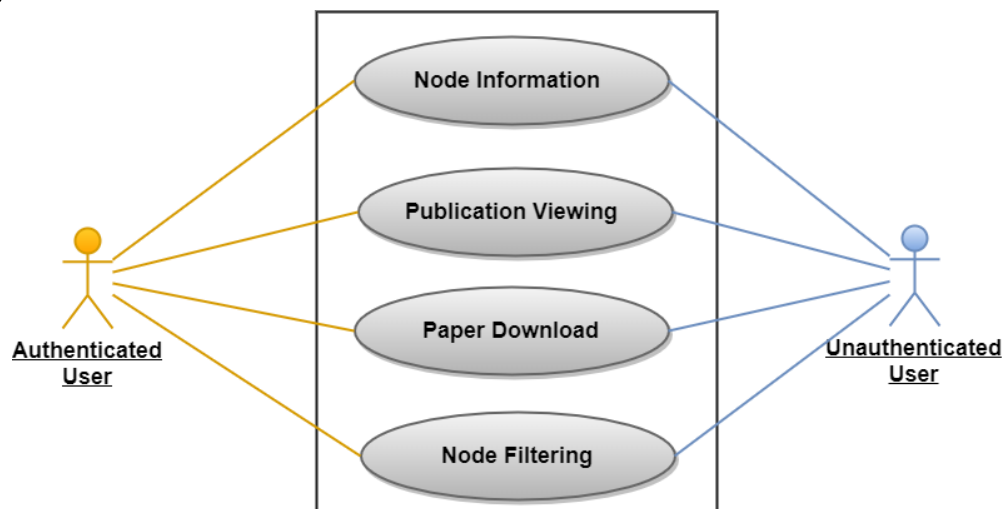 Node Information
Publication Viewing
Paper Download
Node Filtering
Authenticated
User
Unauthenticated
User